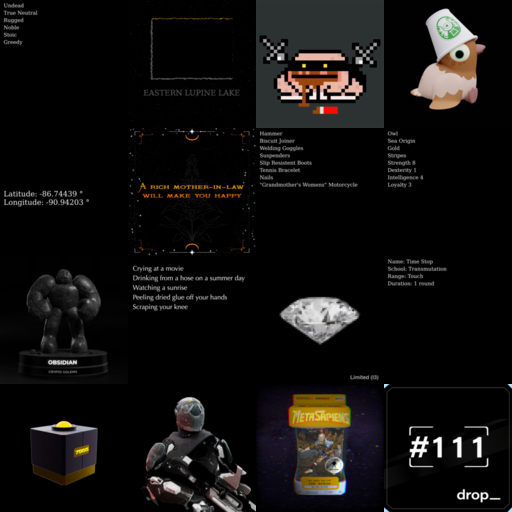 Undead
True Neutral
Rugged
Noble
Stoic
Greedy
EASTERN LUPINE LAKE
Latitude: -86.74439 °
Longitude: -90.94203 °
A RICH MOTHER-IN-LAW
WILL MAKE YOU HAPPY
Hammer
Biscuit Joiner
Welding Goggles
Suspenders
Slip Resistent Boots
Tennis Bracelet
Nails
"Grandmother's Womens" Motorcycle
Owl
Sea Origin
Gold
Stripes
Strength 8
Dexterity 1
Intelligence 4
Loyalty 3
OBSIDIAN
CRYPTO GOLEM
Crying at a movie
Drinking from a hose on a summer day
Watching a sunrise
Peeling dried glue off your hands
Scraping your knee
Limited (I3)
Name: Time Stop
School: Transmutation
Range: Touch
Duration: 1 round
METASAPIENS
#111
drop_